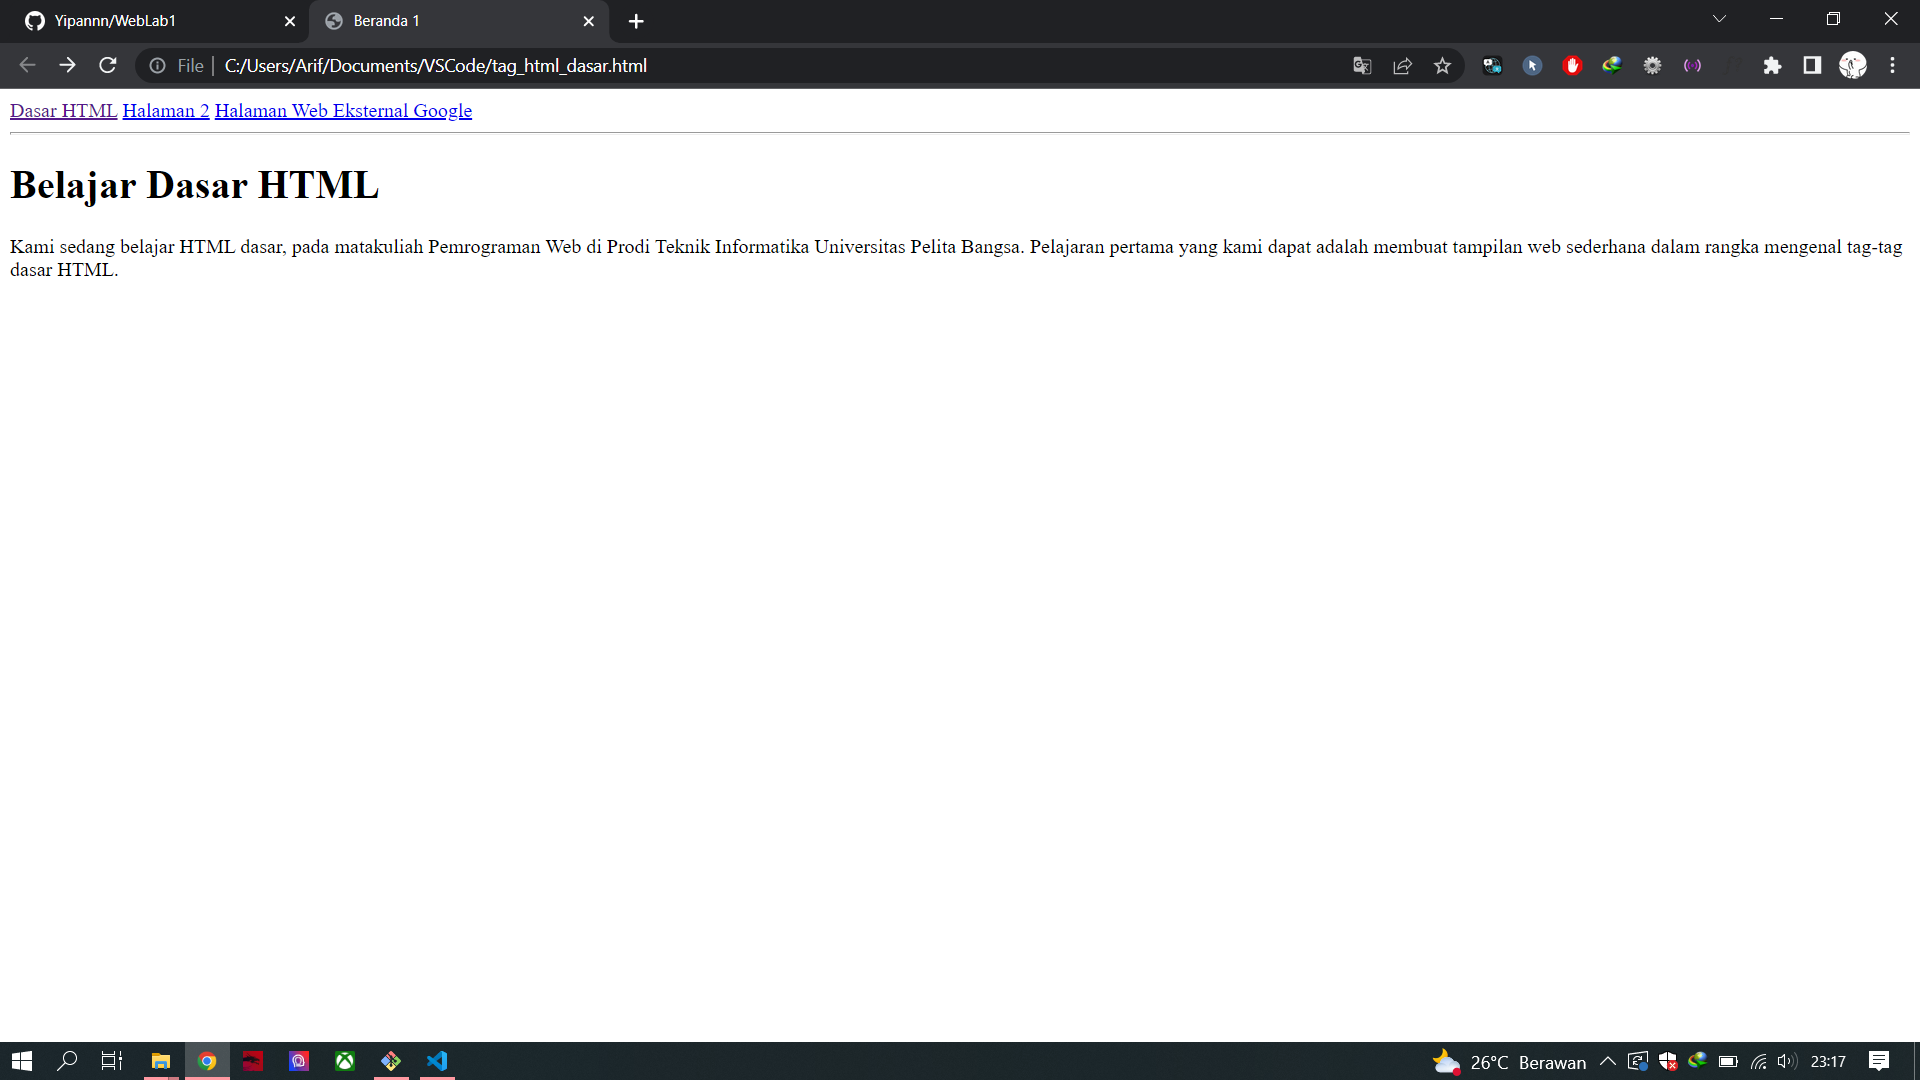 Yipannn/WebLab1
Beranda 1
File
C:/Users/Arif/Documents/VSCode/tag_html_dasar.html
Dasar HTML Halaman 2 Halaman Web Eksternal Google
Belajar Dasar HTML
Kami sedang belajar HTML dasar, pada matakuliah Pemrograman Web di Prodi Teknik Informatika Universitas Pelita Bangsa. Pelajaran pertama yang kami dapat adalah membuat tampilan web sederhana dalam rangka mengenal tag-tag
dasar HTML.
26°C Berawan
23:17